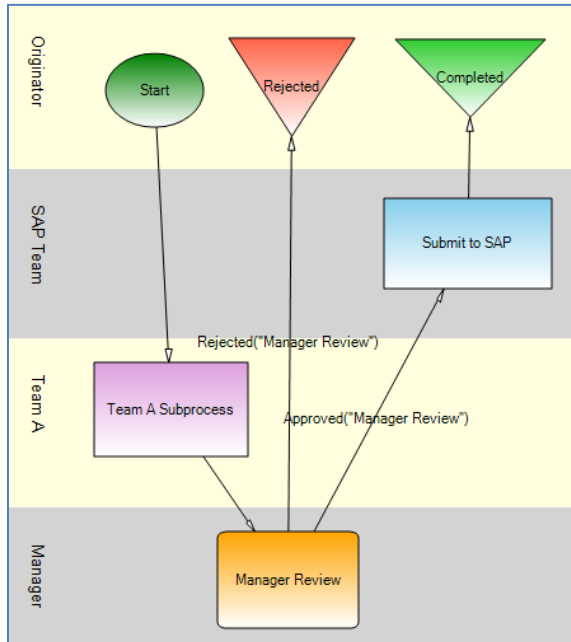 Originator
Start
Rejected
Completed
SAP Team
Submit to SAP
Rejected("Manager Review")
Team A
Team A Subprocess
Approved("Manager Review")
Manager
Manager Review